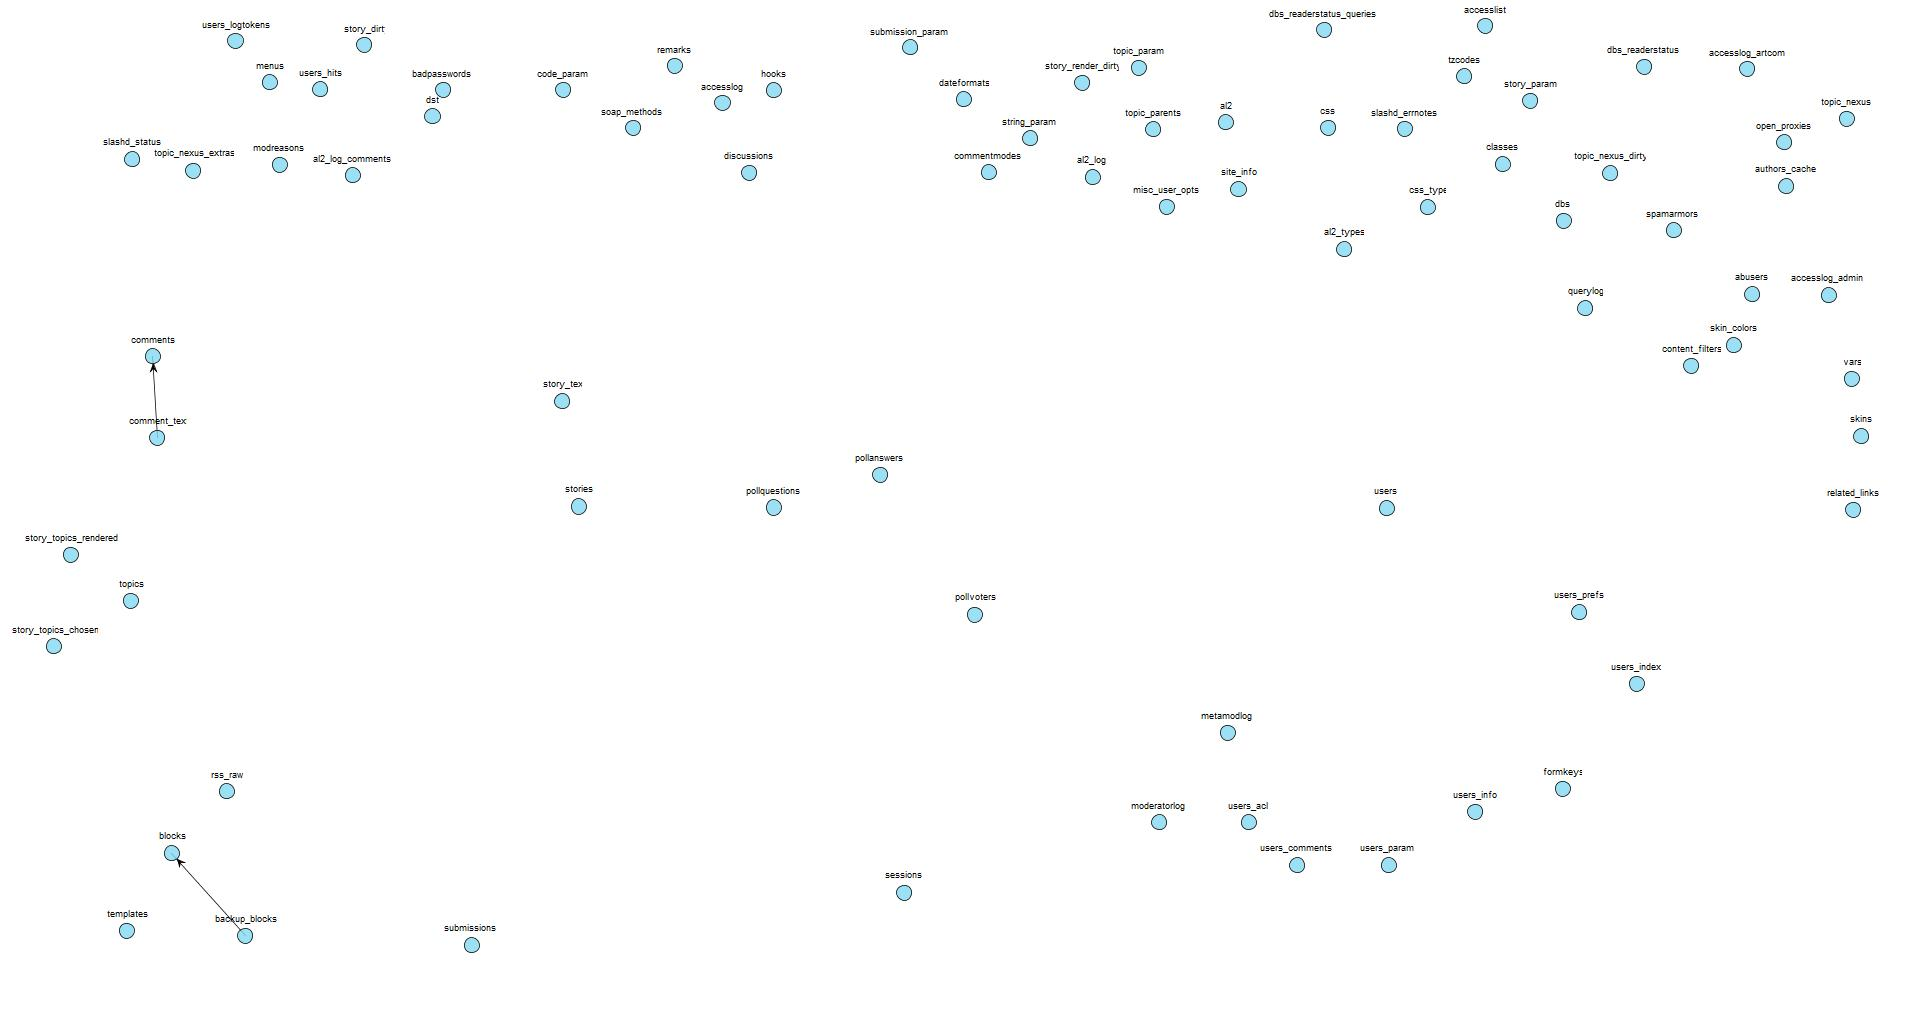 accesslist
dbs_readerstatus_queries
users_logtokens
story_dirt
submission_param
remarks
topic_param
dbs_readerstatus
accesslog_artcom
tzcodes
menus
users_hits
badpasswords
code_param
hooks
story_render_dirty
dateformats
story_param
accesslog
dst
topic_nexus
al2
soap_methods
css
topic_parents
slashd_errnotes
string_param
open_proxies
slashd_status
modreasons
classes
topic_nexus_extras
al2_log_comments
discussions
commentmodes
topic_nexus_dirty
al2_log
authors_cache
site_info
misc_user_opts
css_type
dbs
spamarmors
al2_types
abusers
accesslog_admin
querylog
skin_colors
comments
content_filters
vars
story_tex
skins
comment_tex
pollanswers
stories
pollquestions
users
related_links
story_topics_rendered
topics
users_prefs
pollvoters
story_topics_chosen
users_index
metamodlog
formkeys
rss_raw
users_info
moderatorlog
users_acl
blocks
users_comments
users_param
sessions
templates
backup_blocks
submissions